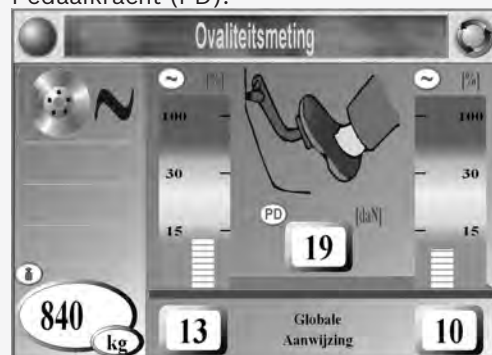 Pedaalkracht (PD).
Ovaliteitsmeting
~ [%]
~ [%]
100
100
30
30
15
15
PD [daN]
19
840
kg
13
Globale
Aanwijzing
10